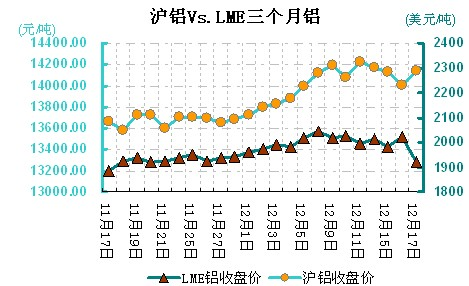 沪铝Vs.LME三个月铝
(元/吨)
(美元/吨)
14400.00
14200.00
14000.00
13800.00
13600.00
13400.00
13200.00
13000.00
2400
2300
2200
2100
2000
1900
1800
11月17日
11月19日
11月21日
11月25日
11月27日
12月1日
12月3日
12月5日
12月9日
12月11日
12月15日
12月17日
LME铝收盘价
沪铝收盘价